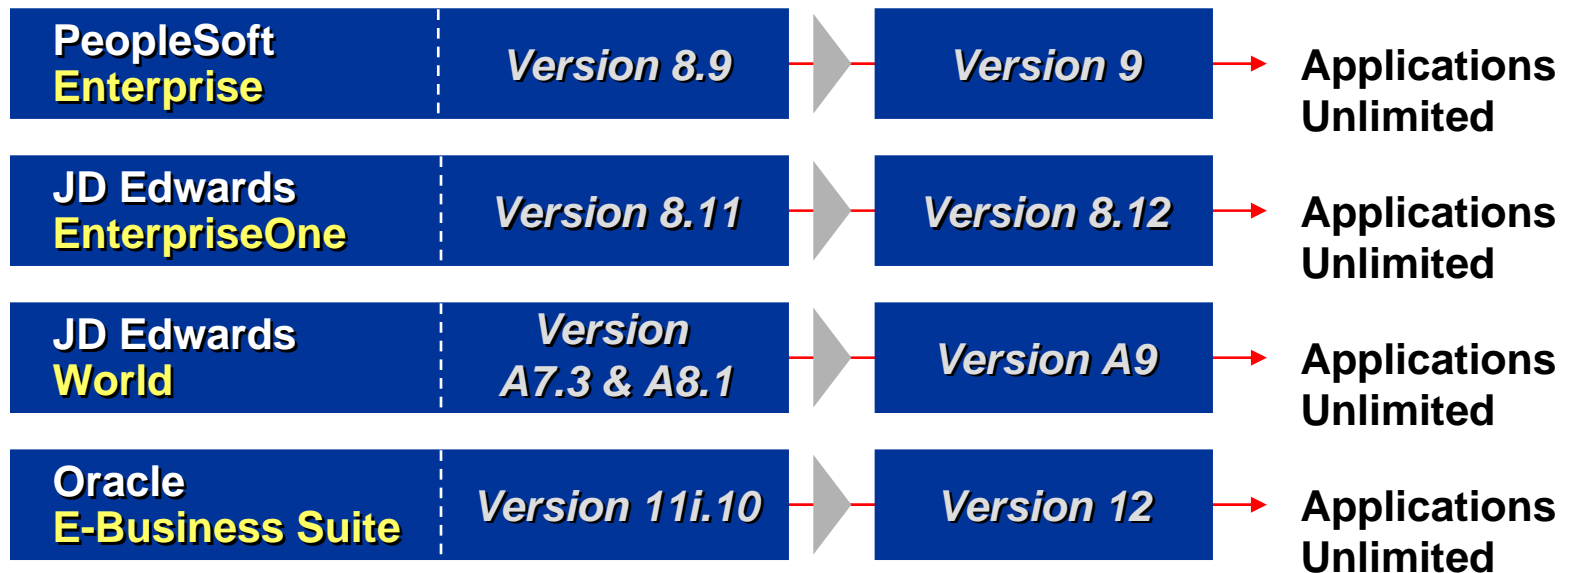 PeopleSoft
Enterprise
Version 8.9
Version 9
Applications
Unlimited
JD Edwards
EnterpriseOne
Version 8.11
Version 8.12
Applications
Unlimited
JD Edwards
World
Version
A7.3 & A8.1
Version A9
Applications
Unlimited
Oracle
E-Business Suite
Version 11i.10
Version 12
Applications
Unlimited